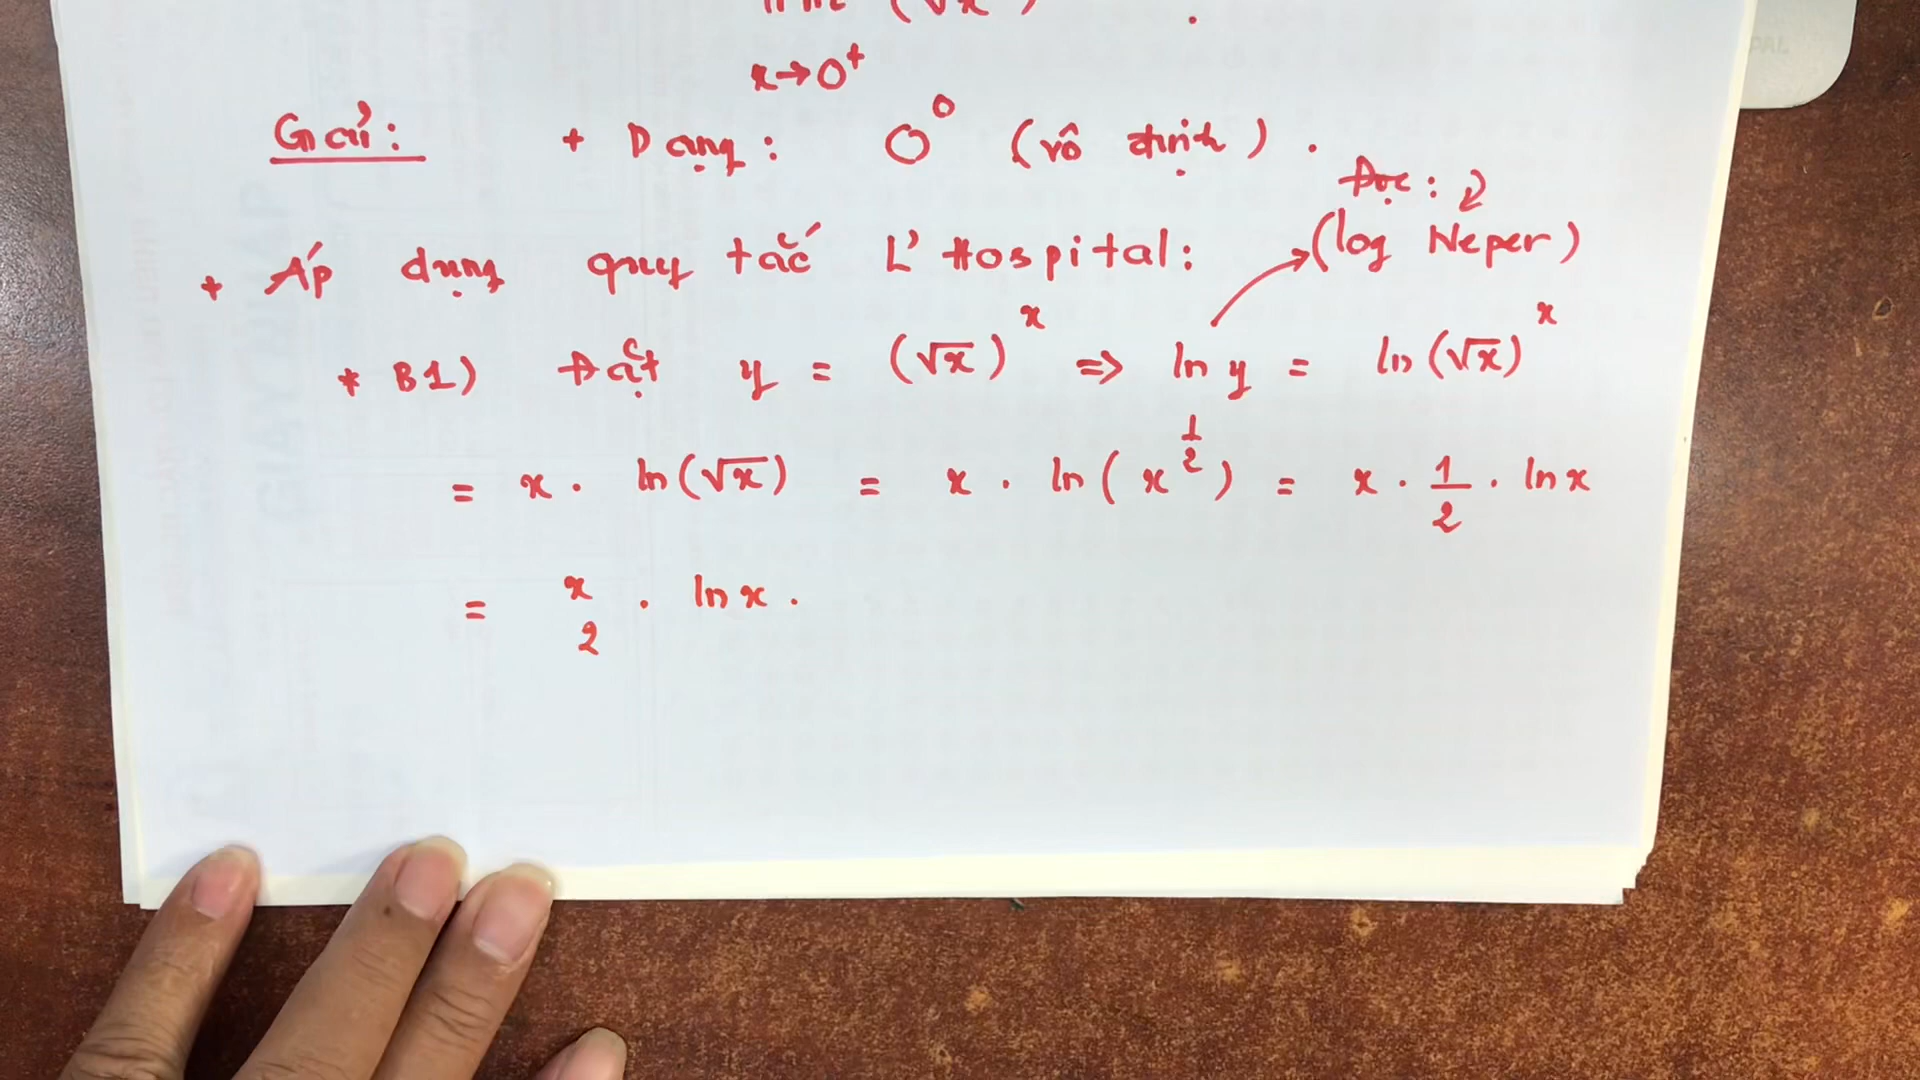 x→0⁺
Giải: + Dạng: 0⁰ (vô định).
Đọc:
+ Áp dụng quy tắc L'Hospital: (log Neper)
* B1) Đặt y = (√x)ˣ => ln y = ln(√x)ˣ
= x . ln(√x) = x . ln(x^1/2) = x . 1/2 . ln x
= x 2 . ln x .